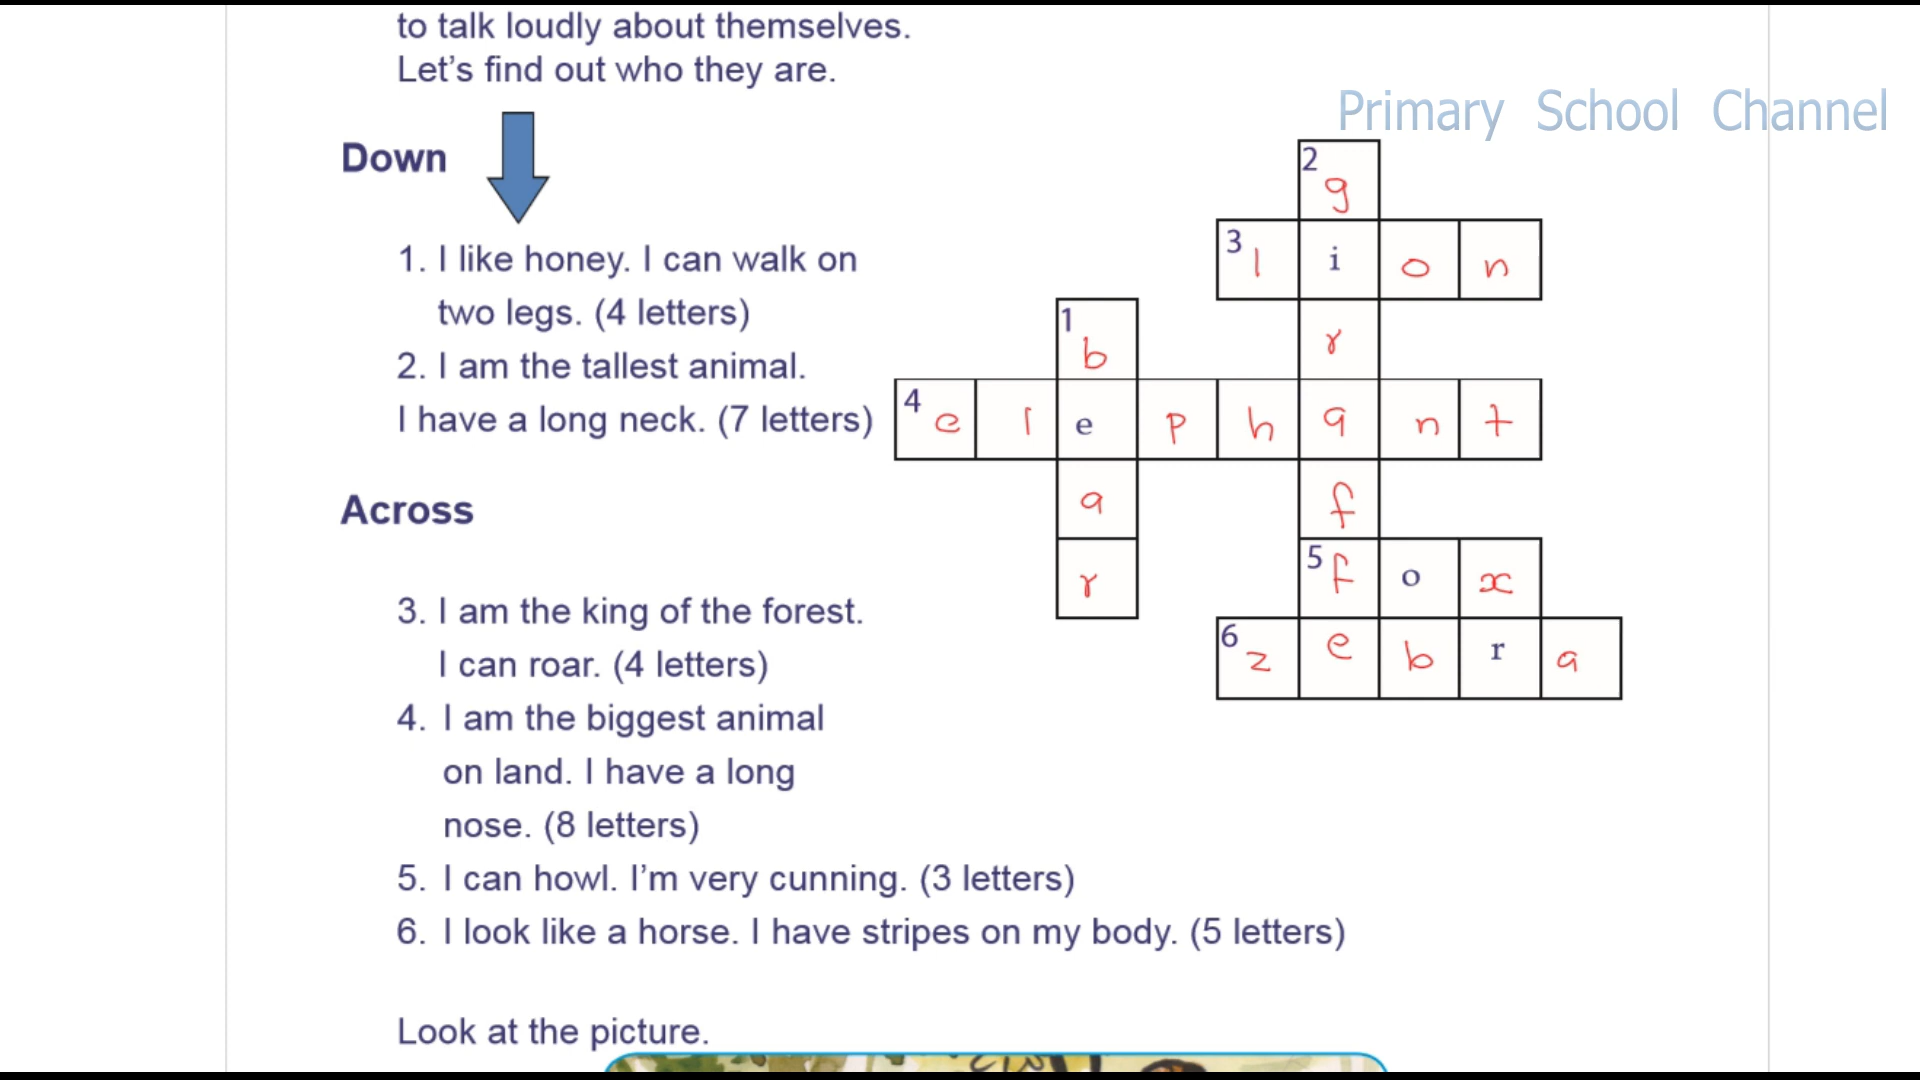 to talk loudly about themselves.
Let's find out who they are.
Primary School Channel
Down
1. I like honey. I can walk on
two legs. (4 letters)
2. I am the tallest animal.
I have a long neck. (7 letters)
Across
3. I am the king of the forest.
I can roar. (4 letters)
4. I am the biggest animal
on land. I have a long
nose. (8 letters)
5. I can howl. I'm very cunning. (3 letters)
6. I look like a horse. I have stripes on my body. (5 letters)
2 g
3 l i o n
1 b r
4 e l e p h a n t
a f
r 5 f o x
6 z e b r a
Look at the picture.